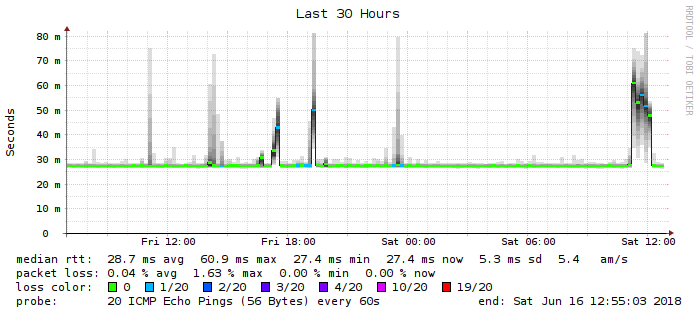 Last 30 Hours
RRDTOOL / TOBI OETIKER
Seconds
80 m
70 m
60 m
50 m
40 m
30 m
20 m
10 m
0
Fri 12:00 Fri 18:00 Sat 00:00 Sat 06:00 Sat 12:00
median rtt: 28.7 ms avg 60.9 ms max 27.4 ms min 27.4 ms now 5.3 ms sd 5.4 am/s
packet loss: 0.04 % avg 1.63 % max 0.00 % min 0.00 % now
loss color: 0 1/20 2/20 3/20 4/20 10/20 19/20
probe: 20 ICMP Echo Pings (56 Bytes) every 60s end: Sat Jun 16 12:55:03 2018